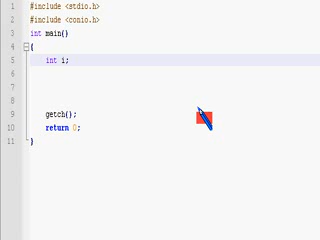 1 #include <stdio.h>
2 #include <conio.h>
3 int main()
4 {
5 int i;
6
7
8
9 getch();
10 return 0;
11 }